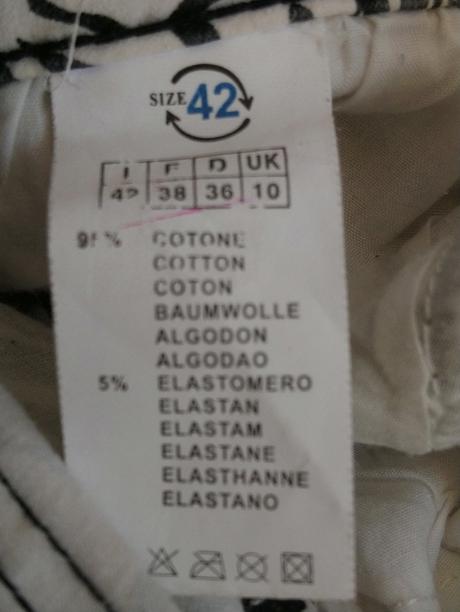 SIZE 42
I F D UK
42 38 36 10
COTONE
COTTON
COTON
BAUMWOLLE
ALGODON
ALGODAO
5% ELASTOMERO
ELASTAN
ELASTAM
ELASTANE
ELASTHANNE
ELASTANO